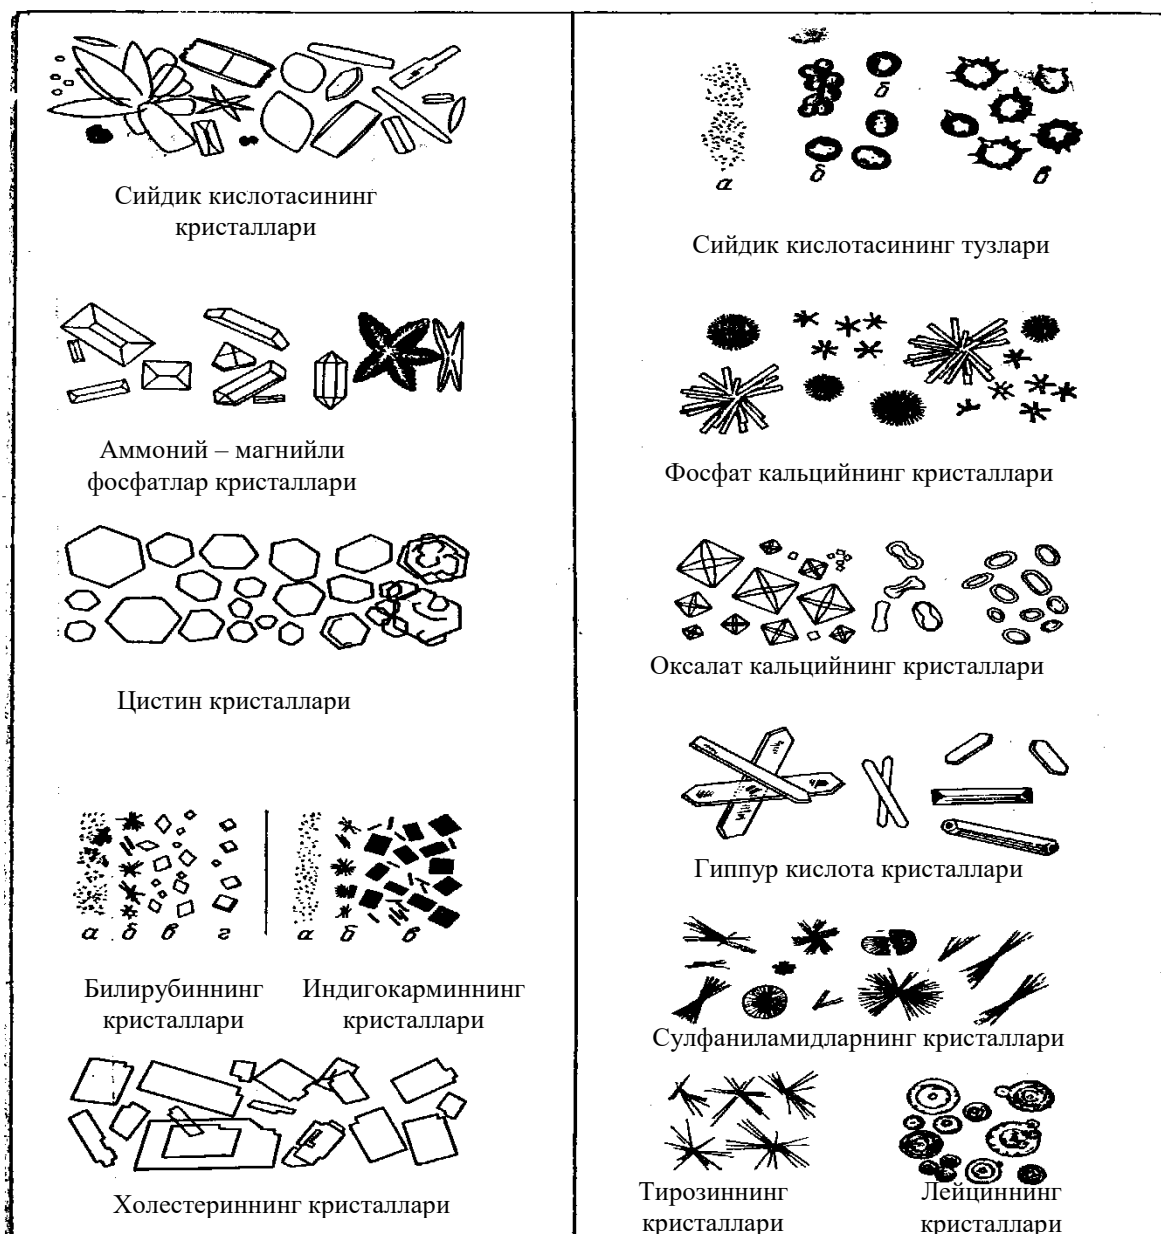 Сийдик кислотасининг
кристаллари
Аммоний – магнийли
фосфатлар кристаллари
Цистин кристаллари
а б в г
а б в
Билирубиннинг
кристаллари
Индигокарминнинг
кристаллари
Холестериннинг кристаллари
б
а б в
Сийдик кислотасининг тузлари
Фосфат кальцийнинг кристаллари
Оксалат кальцийнинг кристаллари
Гиппур кислота кристаллари
Сулфаниламидларнинг кристаллари
Тирозиннинг
кристаллари
Лейциннинг
кристаллари